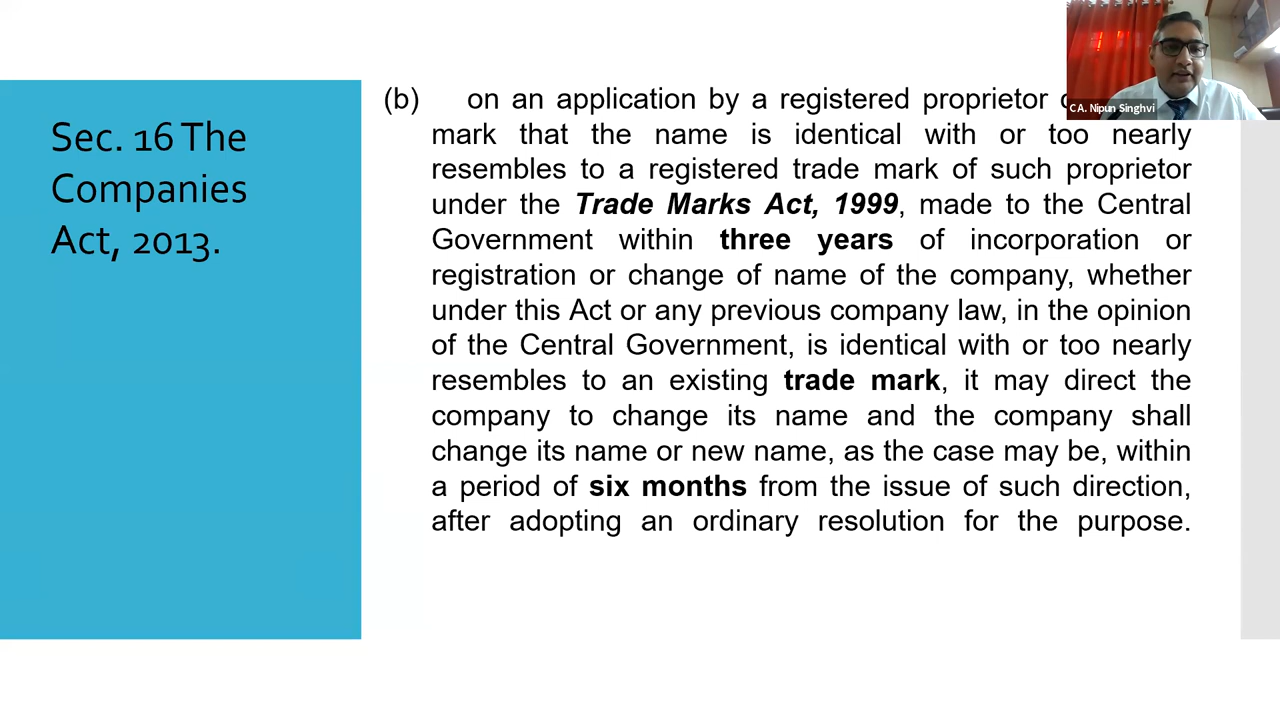 Sec. 16 The
Companies
Act, 2013.
(b) on an application by a registered proprietor
mark that the name is identical with or too nearly
resembles to a registered trade mark of such proprietor
under the Trade Marks Act, 1999, made to the Central
Government within three years of incorporation or
registration or change of name of the company, whether
under this Act or any previous company law, in the opinion
of the Central Government, is identical with or too nearly
resembles to an existing trade mark, it may direct the
company to change its name and the company shall
change its name or new name, as the case may be, within
a period of six months from the issue of such direction,
after adopting an ordinary resolution for the purpose.
CA. Nipun Singhvi